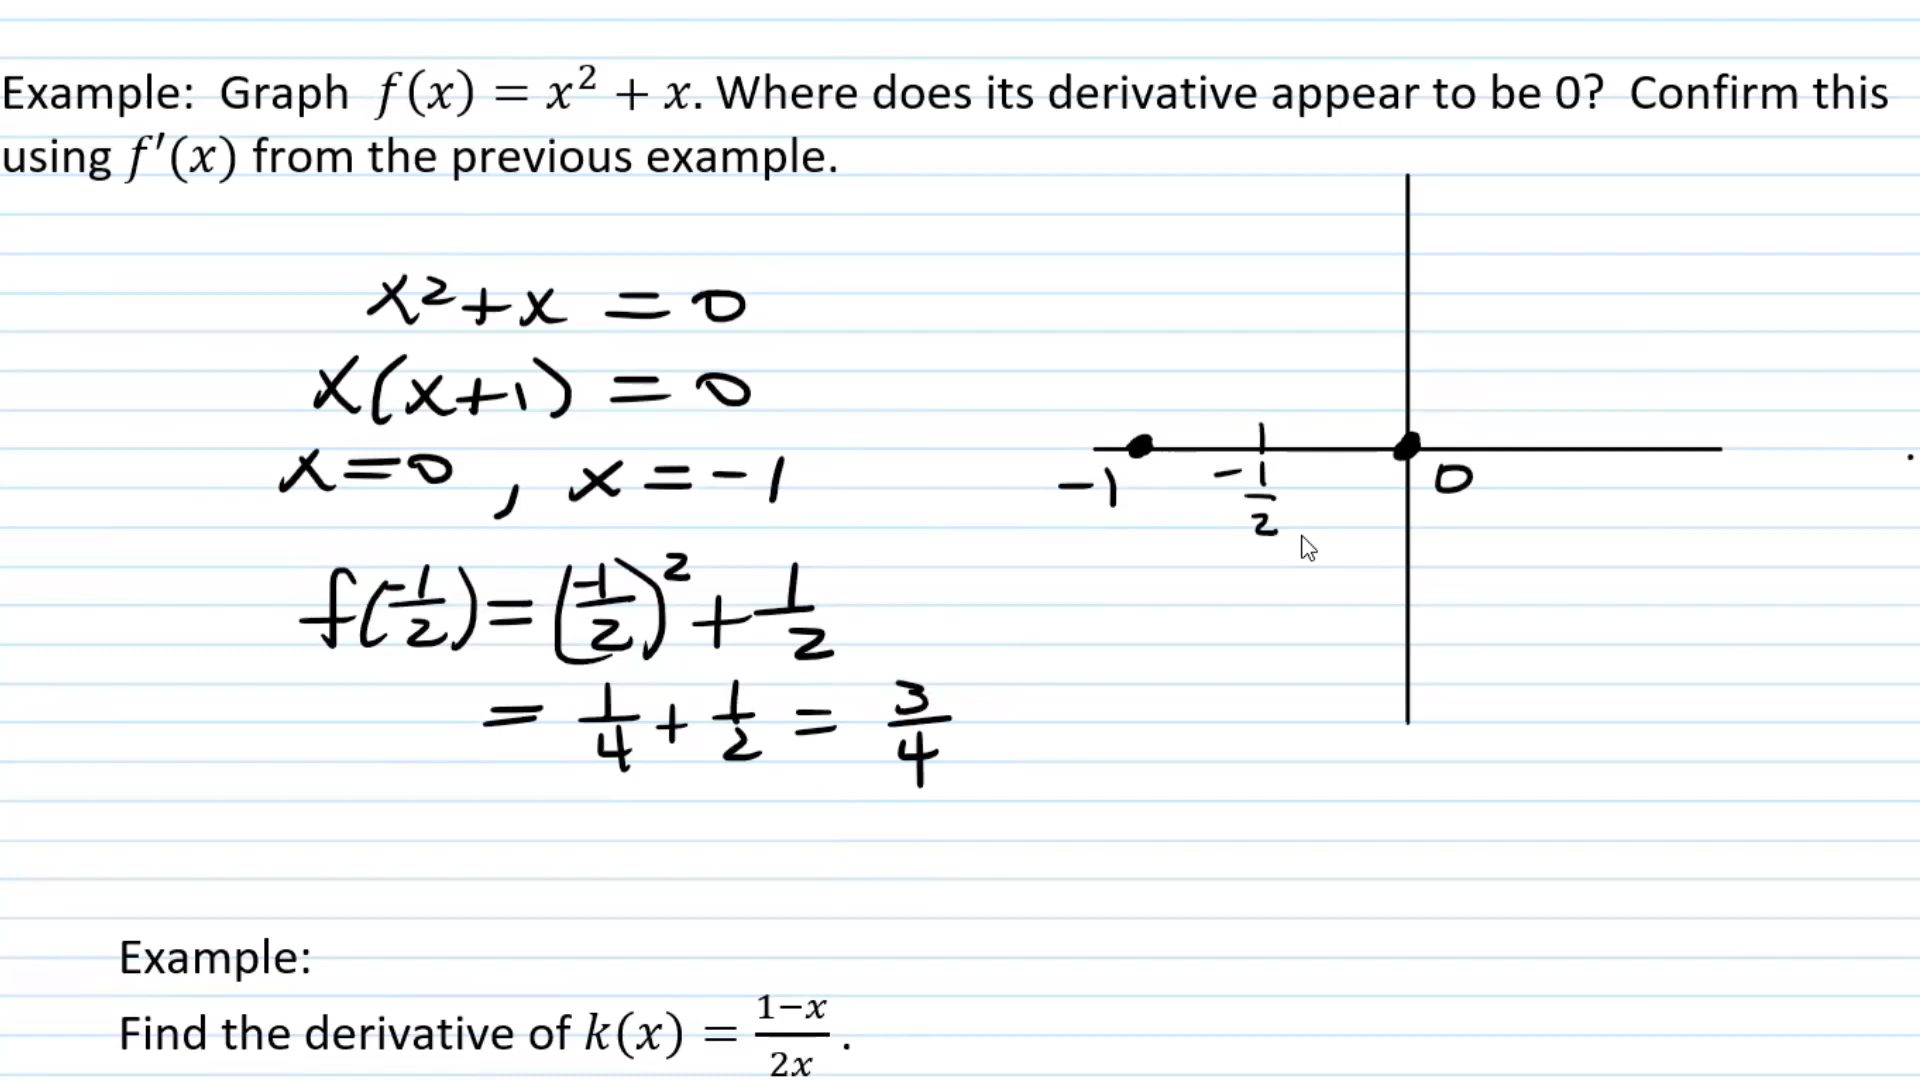 Example: Graph f(x) = x² + x. Where does its derivative appear to be 0? Confirm this
using f′(x) from the previous example.
x² + x = 0
x(x+1) = 0
x=0 , x = -1
-1 -1/2 0
f(-1/2) = (-1/2)² + 1/2
= 1/4 + 1/2 = 3/4
Example:
Find the derivative of k(x) = (1−x)/(2x) .